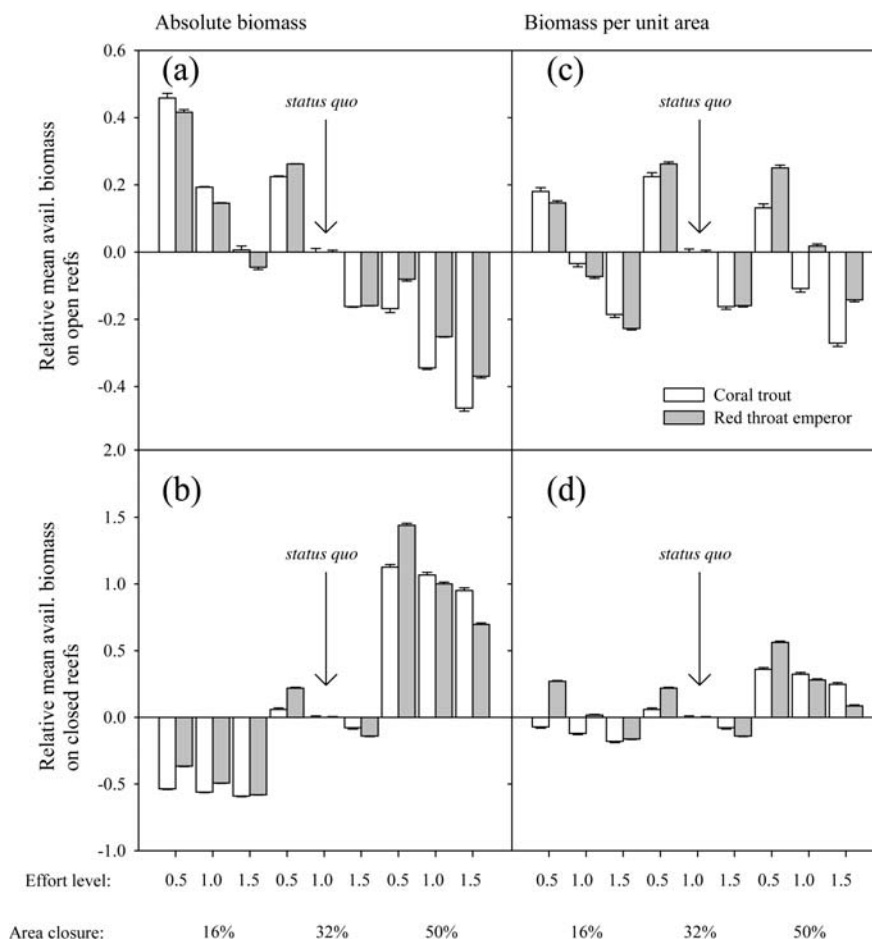 Absolute biomass Biomass per unit area
0.6
(a) (c)
status quo status quo
0.4
0.2
0.0
-0.2
-0.4
Relative mean avail. biomass
on open reefs
Coral trout
Red throat emperor
2.0
(b) (d)
1.5
status quo status quo
1.0
0.5
0.0
-0.5
-1.0
Relative mean avail. biomass
on closed reefs
Effort level: 0.5 1.0 1.5 0.5 1.0 1.5 0.5 1.0 1.5 0.5 1.0 1.5 0.5 1.0 1.5 0.5 1.0 1.5
Area closure: 16% 32% 50% 16% 32% 50%